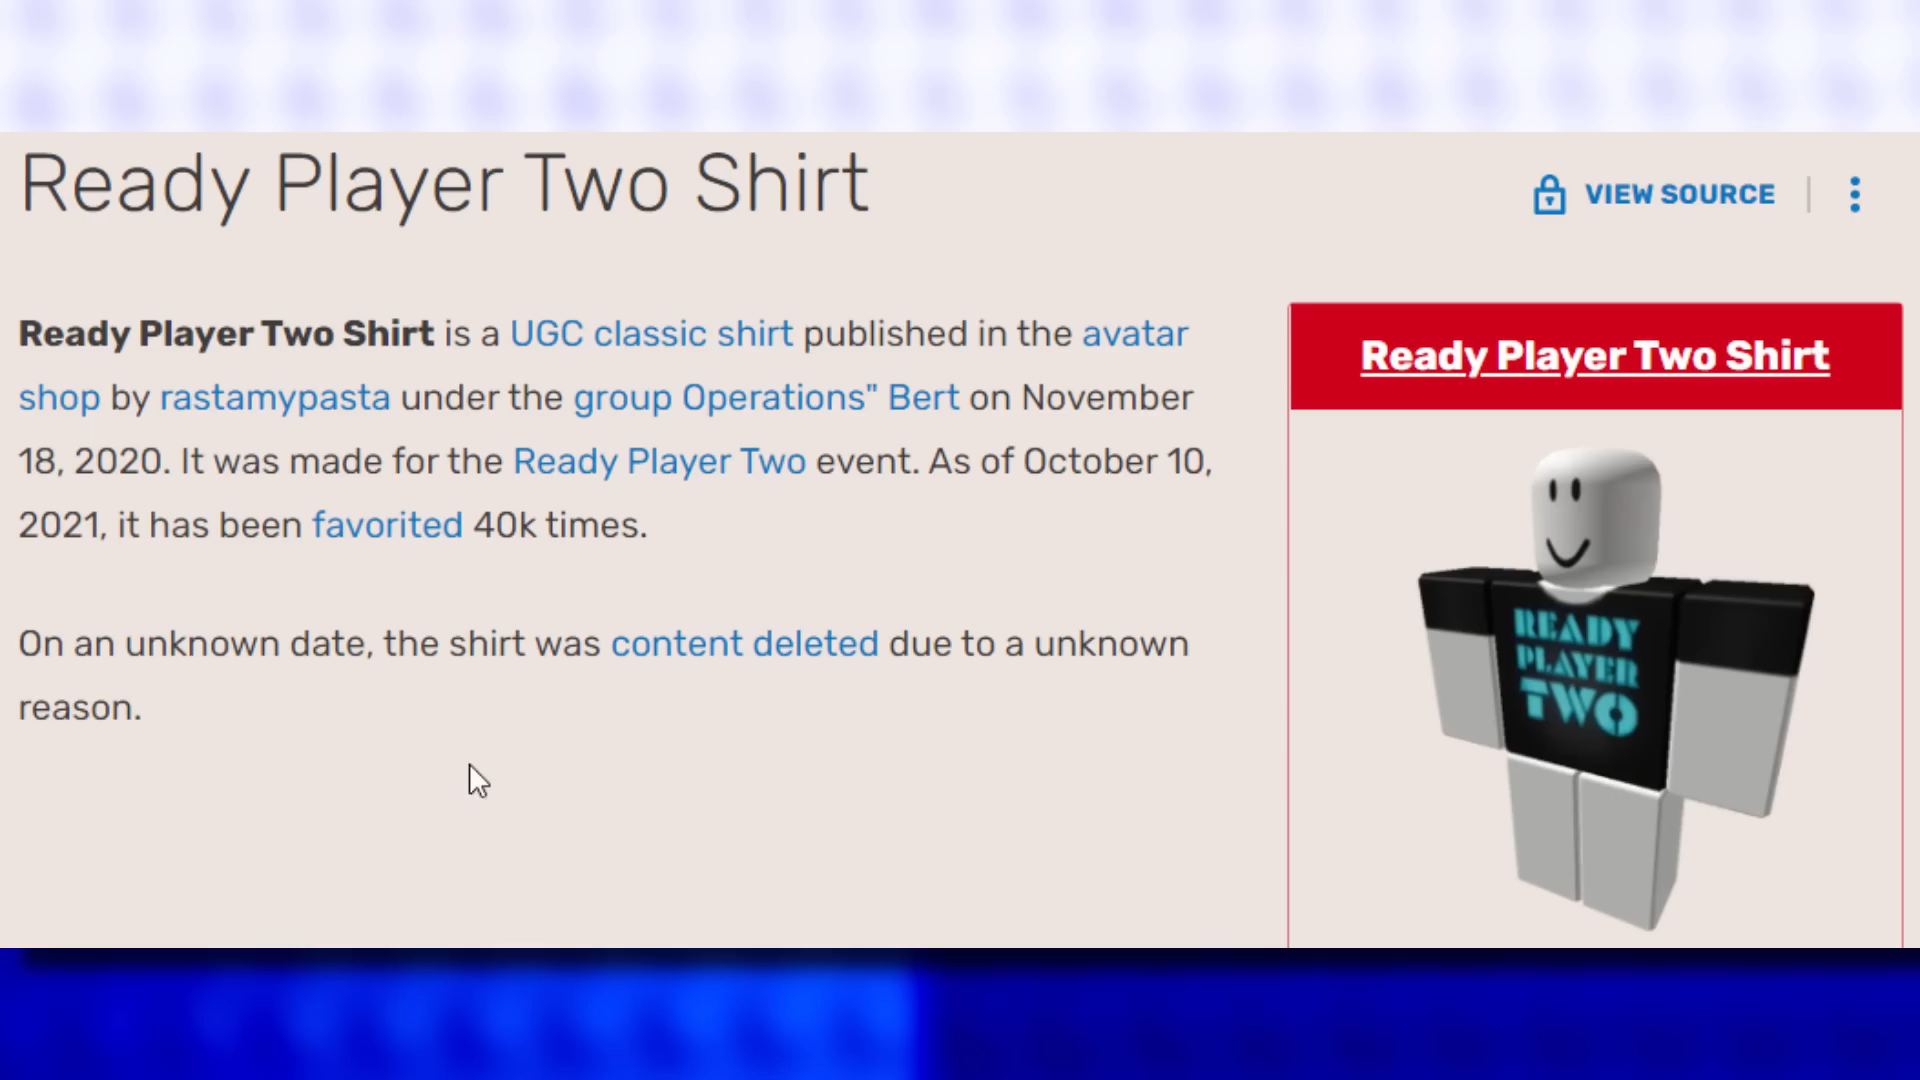 Ready Player Two Shirt
VIEW SOURCE
Ready Player Two Shirt is a UGC classic shirt published in the avatar
shop by rastamypasta under the group Operations" Bert on November
18, 2020. It was made for the Ready Player Two event. As of October 10,
2021, it has been favorited 40k times.
On an unknown date, the shirt was content deleted due to a unknown
reason.
Ready Player Two Shirt
READY
PLAYER
TWO